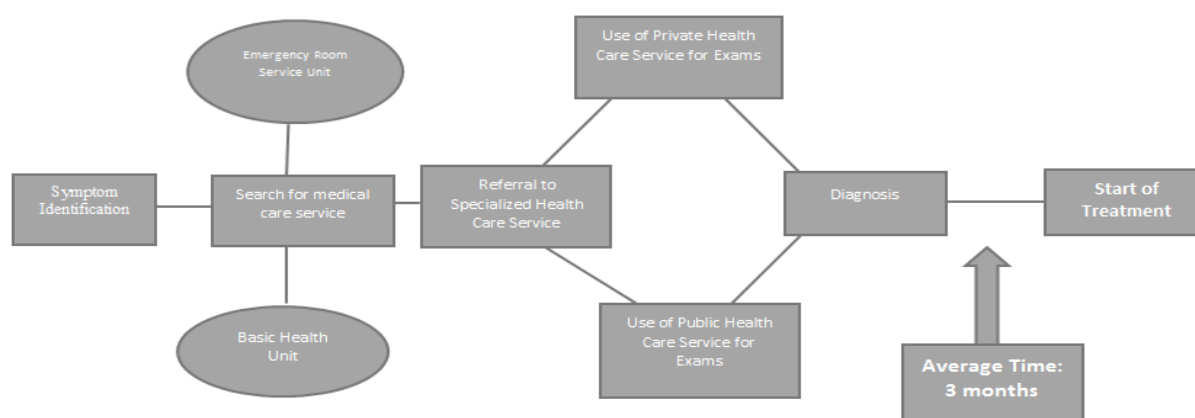 Emergency Room
Service Unit
Use of Private Health
Care Service for Exams
Symptom
Identification
Search for medical
care service
Referral to
Specialized Health
Care Service
Diagnosis
Start of
Treatment
Basic Health
Unit
Use of Public Health
Care Service for
Exams
Average Time:
3 months